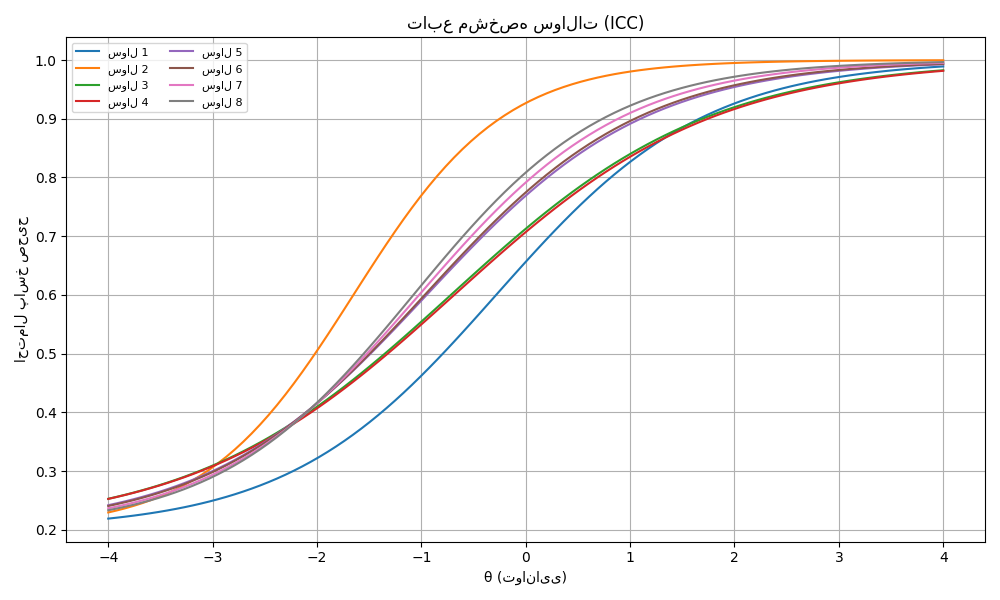 تابع مشخصه سوالات (ICC)
سوال 1
سوال 2
سوال 3
سوال 4
سوال 5
سوال 6
سوال 7
سوال 8
احتمال پاسخ صحیح
1.0
0.9
0.8
0.7
0.6
0.5
0.4
0.3
0.2
−4 −3 −2 −1 0 1 2 3 4
θ (توانایی)